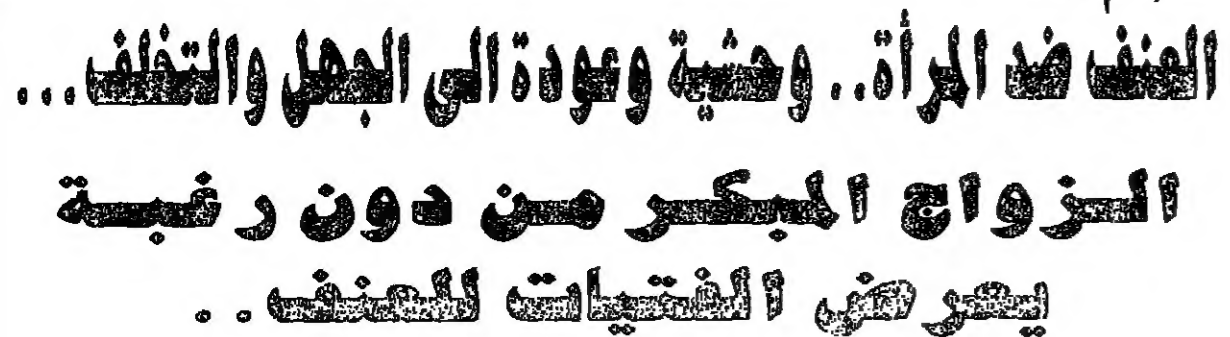 العنف ضد المرأة.. وحشية وعودة الى الجهل والتخلف...
الزواج المبكر من دون رغبة
يعرض الفتيات للعنف..